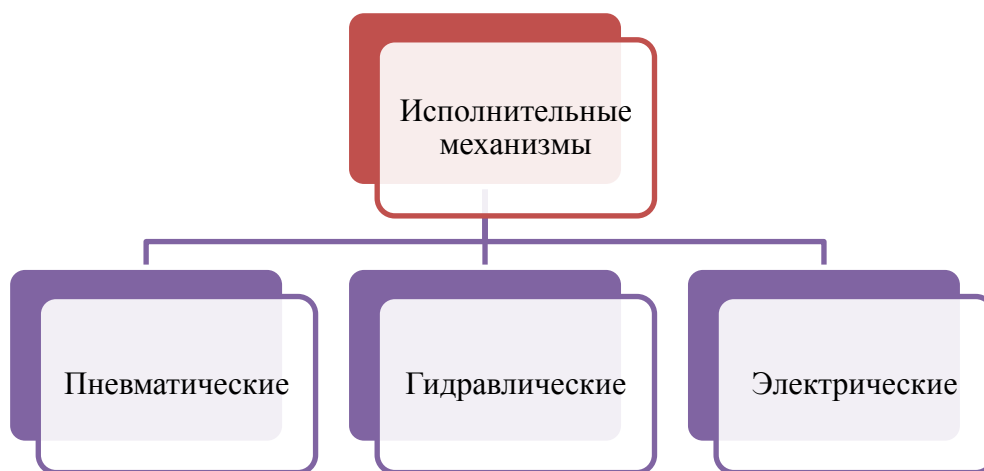 Исполнительные
механизмы
Пневматические
Гидравлические
Электрические